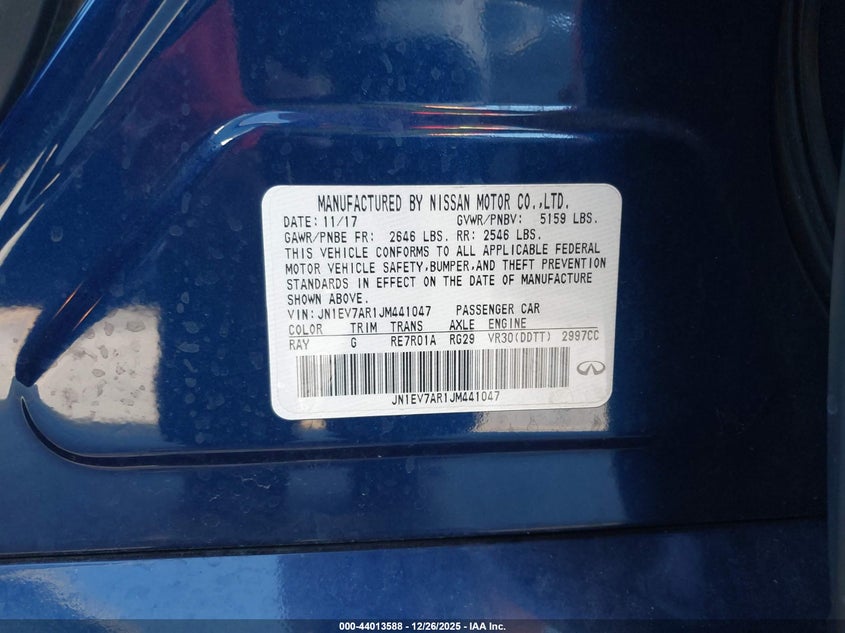 MANUFACTURED BY NISSAN MOTOR CO.,LTD.
DATE: 11/17 GVWR/PNBV: 5159 LBS.
GAWR/PNBE FR: 2646 LBS. RR: 2546 LBS.
THIS VEHICLE CONFORMS TO ALL APPLICABLE FEDERAL
MOTOR VEHICLE SAFETY,BUMPER,AND THEFT PREVENTION
STANDARDS IN EFFECT ON THE DATE OF MANUFACTURE
SHOWN ABOVE.
VIN: JN1EV7AR1JM441047 PASSENGER CAR
COLOR TRIM TRANS AXLE ENGINE
RAY G RE7R01A RG29 VR30(DDTT) 2997CC
JN1EV7AR1JM441047
000-44013588 - 12/26/2025 - IAA Inc.